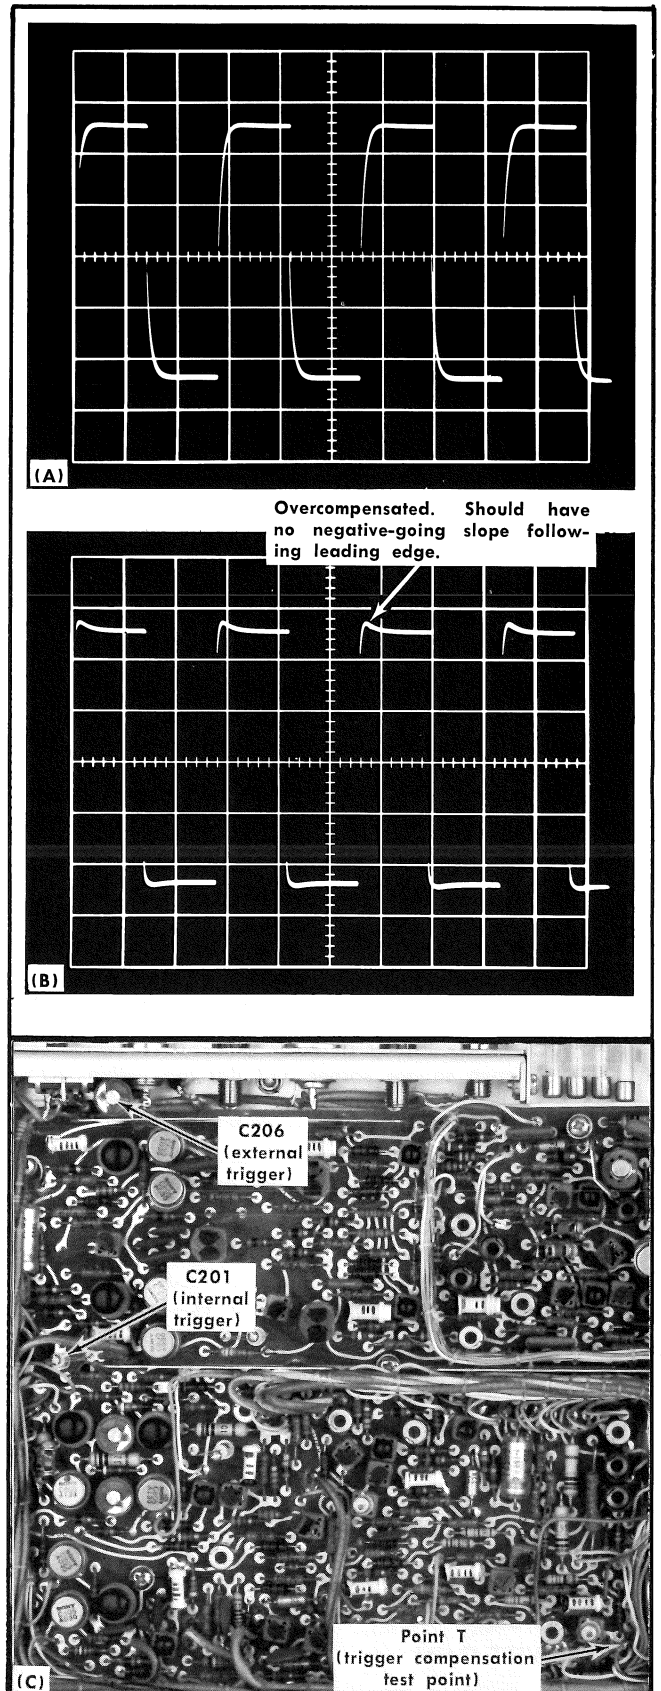 (A)
Overcompensated. Should have
no negative-going slope follow-
ing leading edge.
(B)
C206
(external
trigger)
C201
(internal
trigger)
Point T
(trigger compensation
test point)
(C)